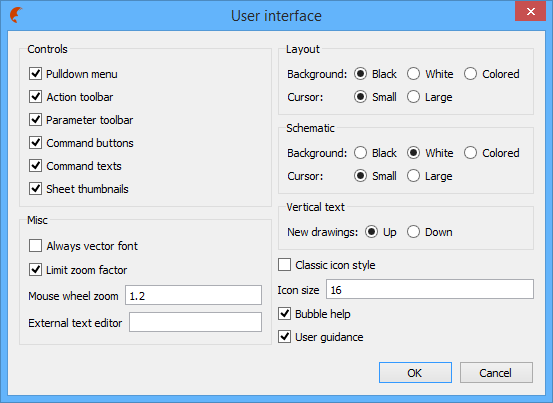 User interface
Controls
Pulldown menu
Action toolbar
Parameter toolbar
Command buttons
Command texts
Sheet thumbnails
Misc
Always vector font
Limit zoom factor
Mouse wheel zoom 1.2
External text editor
Layout
Background: Black White Colored
Cursor: Small Large
Schematic
Background: Black White Colored
Cursor: Small Large
Vertical text
New drawings: Up Down
Classic icon style
Icon size 16
Bubble help
User guidance
OK Cancel